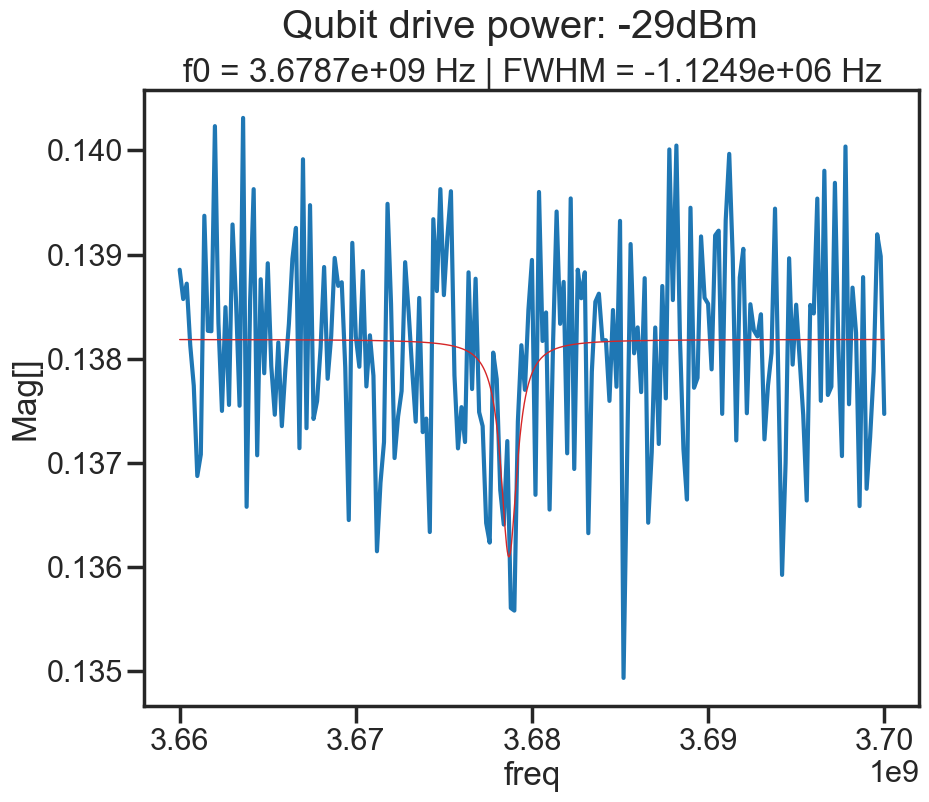 Qubit drive power: -29dBm
f0 = 3.6787e+09 Hz | FWHM = -1.1249e+06 Hz
0.140
0.139
0.138
0.137
0.136
0.135
Mag[]
3.66 3.67 3.68 3.69 3.70
1e9
freq